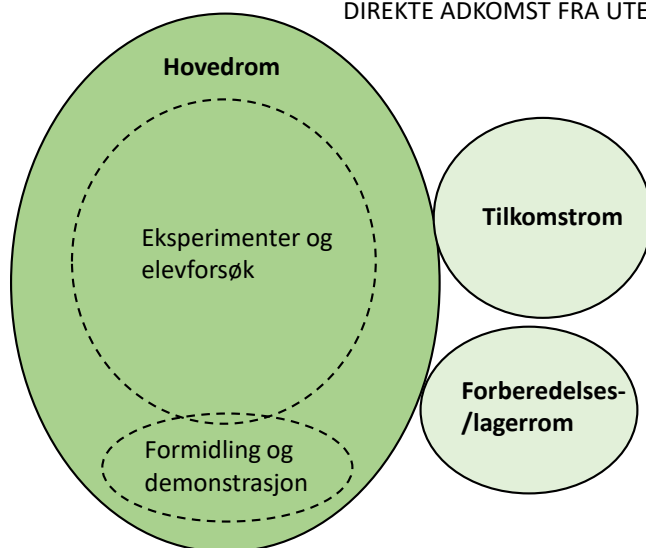 DIREKTE ADKOMST FRA UTE
Hovedrom
Tilkomstrom
Eksperimenter og
elevforsøk
Forberedelses-
/lagerrom
Formidling og
demonstrasjon